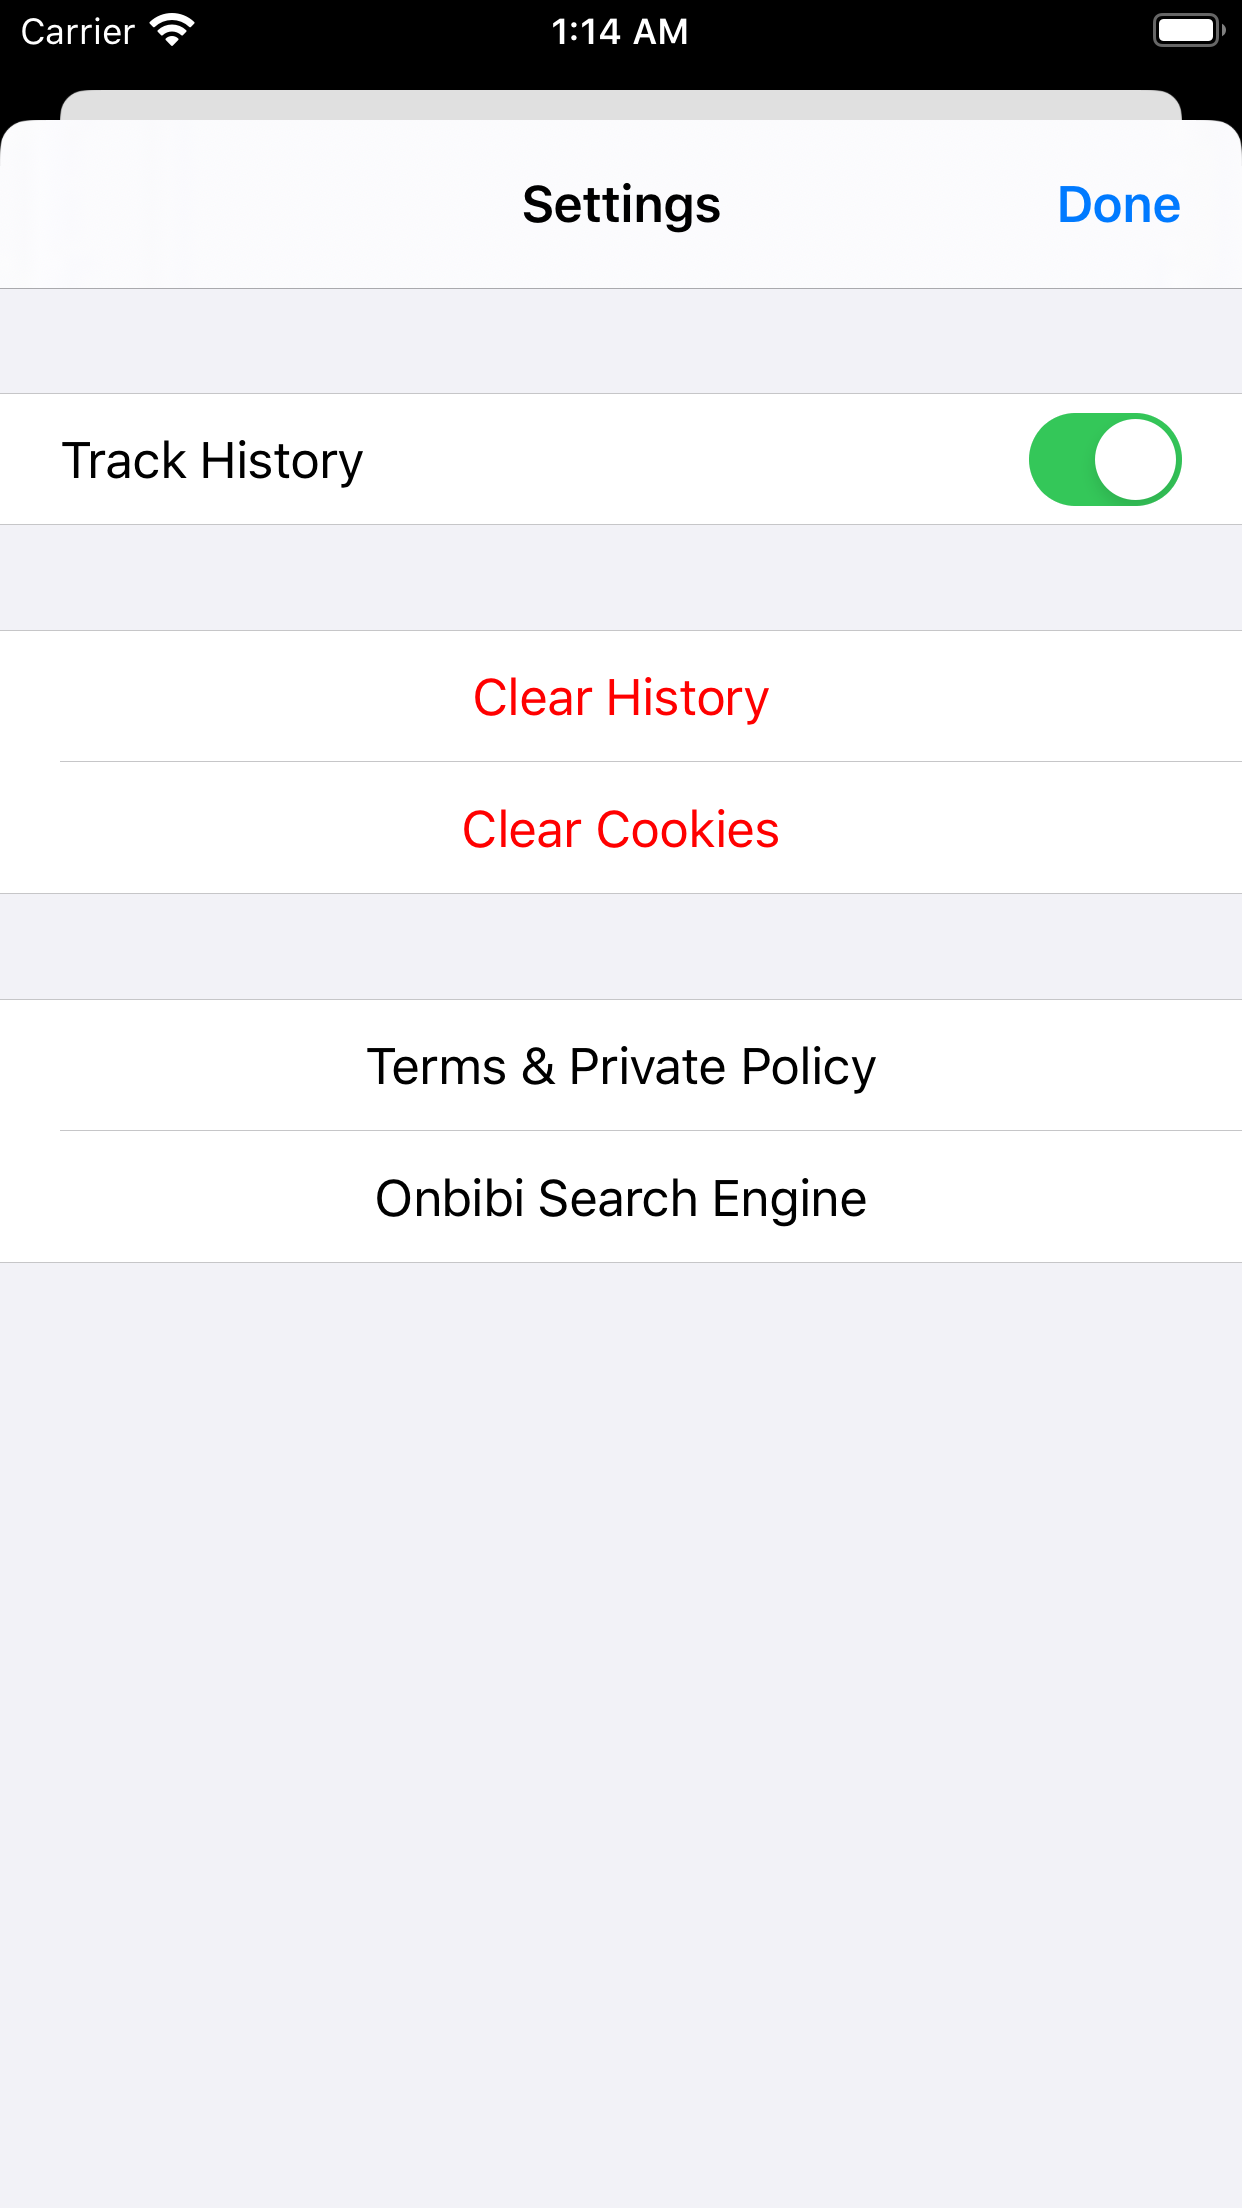 Carrier 1:14 AM
Settings Done
Track History
Clear History
Clear Cookies
Terms & Private Policy
Onbibi Search Engine